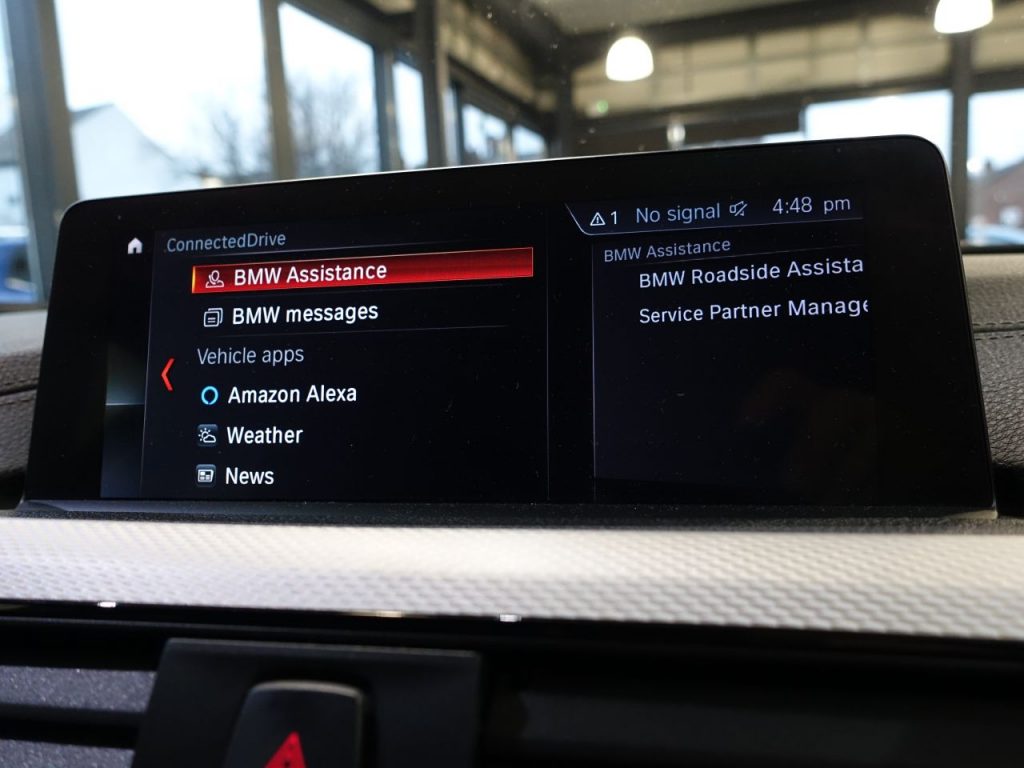 ConnectedDrive
BMW Assistance
BMW messages
Vehicle apps
Amazon Alexa
Weather
News
1 No signal 4:48 pm
BMW Assistance
BMW Roadside Assista
Service Partner Manage